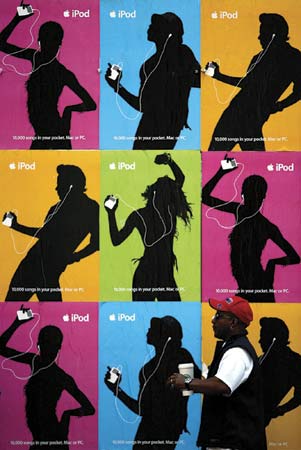 iPod
iPod
iPod
10,000 songs in your pocket. Mac or PC.
10,000 songs in your pocket. Mac or PC.
10,000 songs in your pocket. Mac or PC.
iPod
iPod
10,000 songs in your pocket. Mac or PC.
10,000 songs in your pocket. Mac or PC.
10,000 songs in your pocket. Mac or PC.
iPod
iPod
10,000 songs in your pocket. Mac or PC.
10,000 songs in your pocket. Mac or PC.